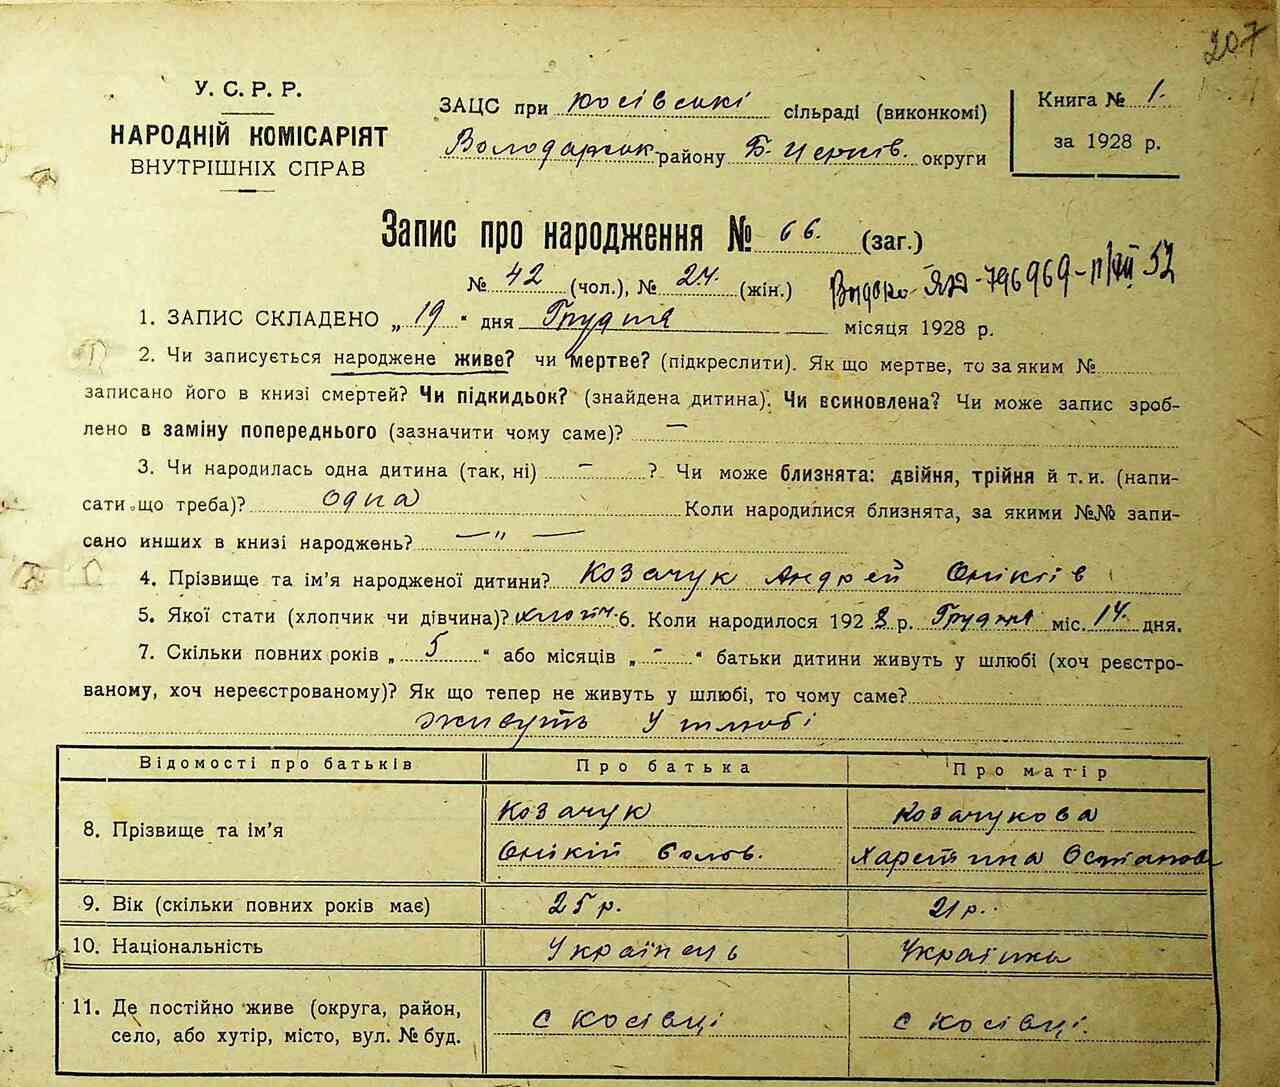 207
У. С. Р. Р.
НАРОДНІЙ КОМІСАРІЯТ
ВНУТРІШНІХ СПРАВ
ЗАЦС при Косівські сільраді (виконкомі)
Володарськ району Б. Церків. округи
Книга № 1.
за 1928 р.
Запис про народження № 66. (заг.)
№ 42 (чол.), № 24. (жін.)
796969 52
1. ЗАПИС СКЛАДЕНО „ 19 “ дня Грудня місяця 1928 р.
2. Чи записується народжене живе? чи мертве? (підкреслити). Як що мертве, то за яким №
записано його в книзі смертей? Чи підкидьок? (знайдена дитина). Чи всиновлена? Чи може запис зроб-
лено в заміну попереднього (зазначити чому саме)? —
3. Чи народилась одна дитина (так, ні) — ? Чи може близнята: двійня, трійня й т. и. (напи-
сати що треба)? одна Коли народилися близнята, за якими №№ запи-
сано инших в книзі народжень? — „ —
4. Прізвище та ім’я народженої дитини? Козачук Андрей Оникіїв
5. Якої стати (хлопчик чи дівчина)? хлопч. 6. Коли народилося 1928 р. Грудня міс. 14. дня.
7. Скільки повних років „ 5 “ або місяців „ - “ батьки дитини живуть у шлюбі (хоч реєстро-
ваному, хоч нереєстрованому)? Як що тепер не живуть у шлюбі, то чому саме?
живуть у шлюбі
Відомості про батьків Про батька Про матір
8. Прізвище та ім’я
Козачук Козачукова
Онікій Солов. Харетина Остапова
9. Вік (скільки повних років має) 25 р. 21 р.
10. Національність Українець Українка
11. Де постійно живе (округа, район,
село, або хутір, місто, вул. № буд.
с Косівці с Косівці.